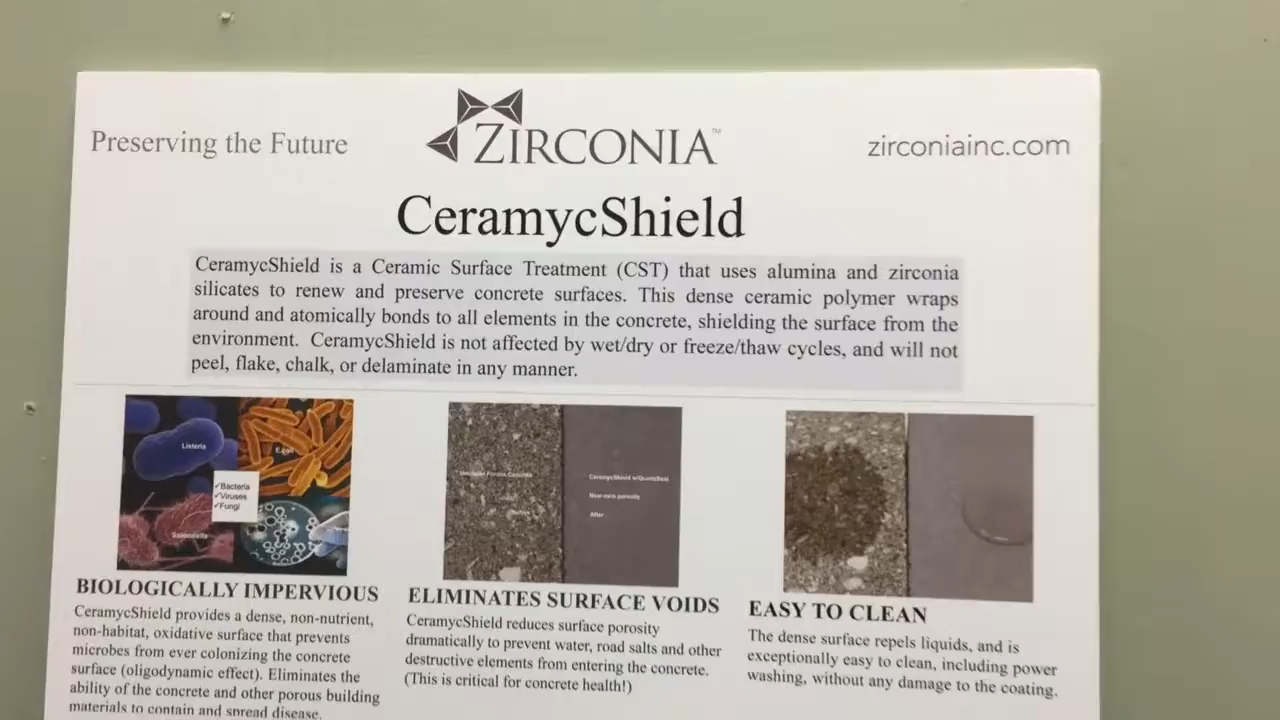 Preserving the Future
ZIRCONIA™
zirconiainc.com
CeramycShield
CeramycShield is a Ceramic Surface Treatment (CST) that uses alumina and zirconia
silicates to renew and preserve concrete surfaces. This dense ceramic polymer wraps
around and atomically bonds to all elements in the concrete, shielding the surface from the
environment. CeramycShield is not affected by wet/dry or freeze/thaw cycles, and will not
peel, flake, chalk, or delaminate in any manner.
Listeria
E.coli
✓Bacteria
✓Viruses
✓Fungi
Salmonella
Porous Concrete
Before
CeramycShield w/QuartzSeal
Near-zero porosity
After
BIOLOGICALLY IMPERVIOUS
CeramycShield provides a dense, non-nutrient,
non-habitat, oxidative surface that prevents
microbes from ever colonizing the concrete
surface (oligodynamic effect). Eliminates the
ability of the concrete and other porous building
materials to contain and spread disease.
ELIMINATES SURFACE VOIDS
CeramycShield reduces surface porosity
dramatically to prevent water, road salts and other
destructive elements from entering the concrete.
(This is critical for concrete health!)
EASY TO CLEAN
The dense surface repels liquids, and is
exceptionally easy to clean, including power
washing, without any damage to the coating.